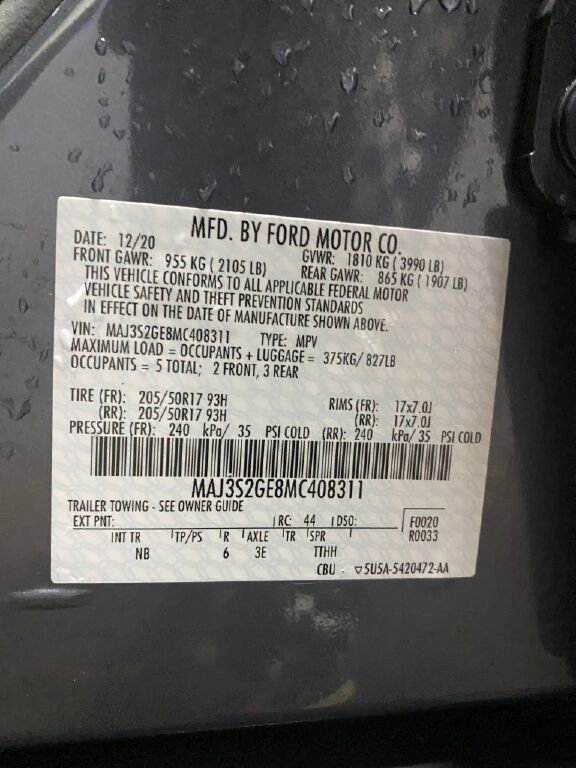 MFD. BY FORD MOTOR CO.
DATE: 12/20 GVWR: 1810 KG ( 3990 LB)
FRONT GAWR: 955 KG ( 2105 LB) REAR GAWR: 865 KG ( 1907 LB)
THIS VEHICLE CONFORMS TO ALL APPLICABLE FEDERAL MOTOR
VEHICLE SAFETY AND THEFT PREVENTION STANDARDS
IN EFFECT ON THE DATE OF MANUFACTURE SHOWN ABOVE.
VIN: MAJ3S2GE8MC408311 TYPE: MPV
MAXIMUM LOAD = OCCUPANTS + LUGGAGE = 375KG/ 827LB
OCCUPANTS = 5 TOTAL; 2 FRONT, 3 REAR
TIRE (FR): 205/50R17 93H RIMS (FR): 17x7.0J
(RR): 205/50R17 93H (RR): 17x7.0J
PRESSURE (FR): 240 kPa/ 35 PSI COLD (RR): 240 kPa/ 35 PSI COLD
MAJ3S2GE8MC408311
TRAILER TOWING - SEE OWNER GUIDE
EXT PNT: RC: 44 DSO: F0020
INT TR TP/PS R AXLE TR SPR R0033
NB 6 3E TTHH
CBU ▽5U5A-5420472-AA